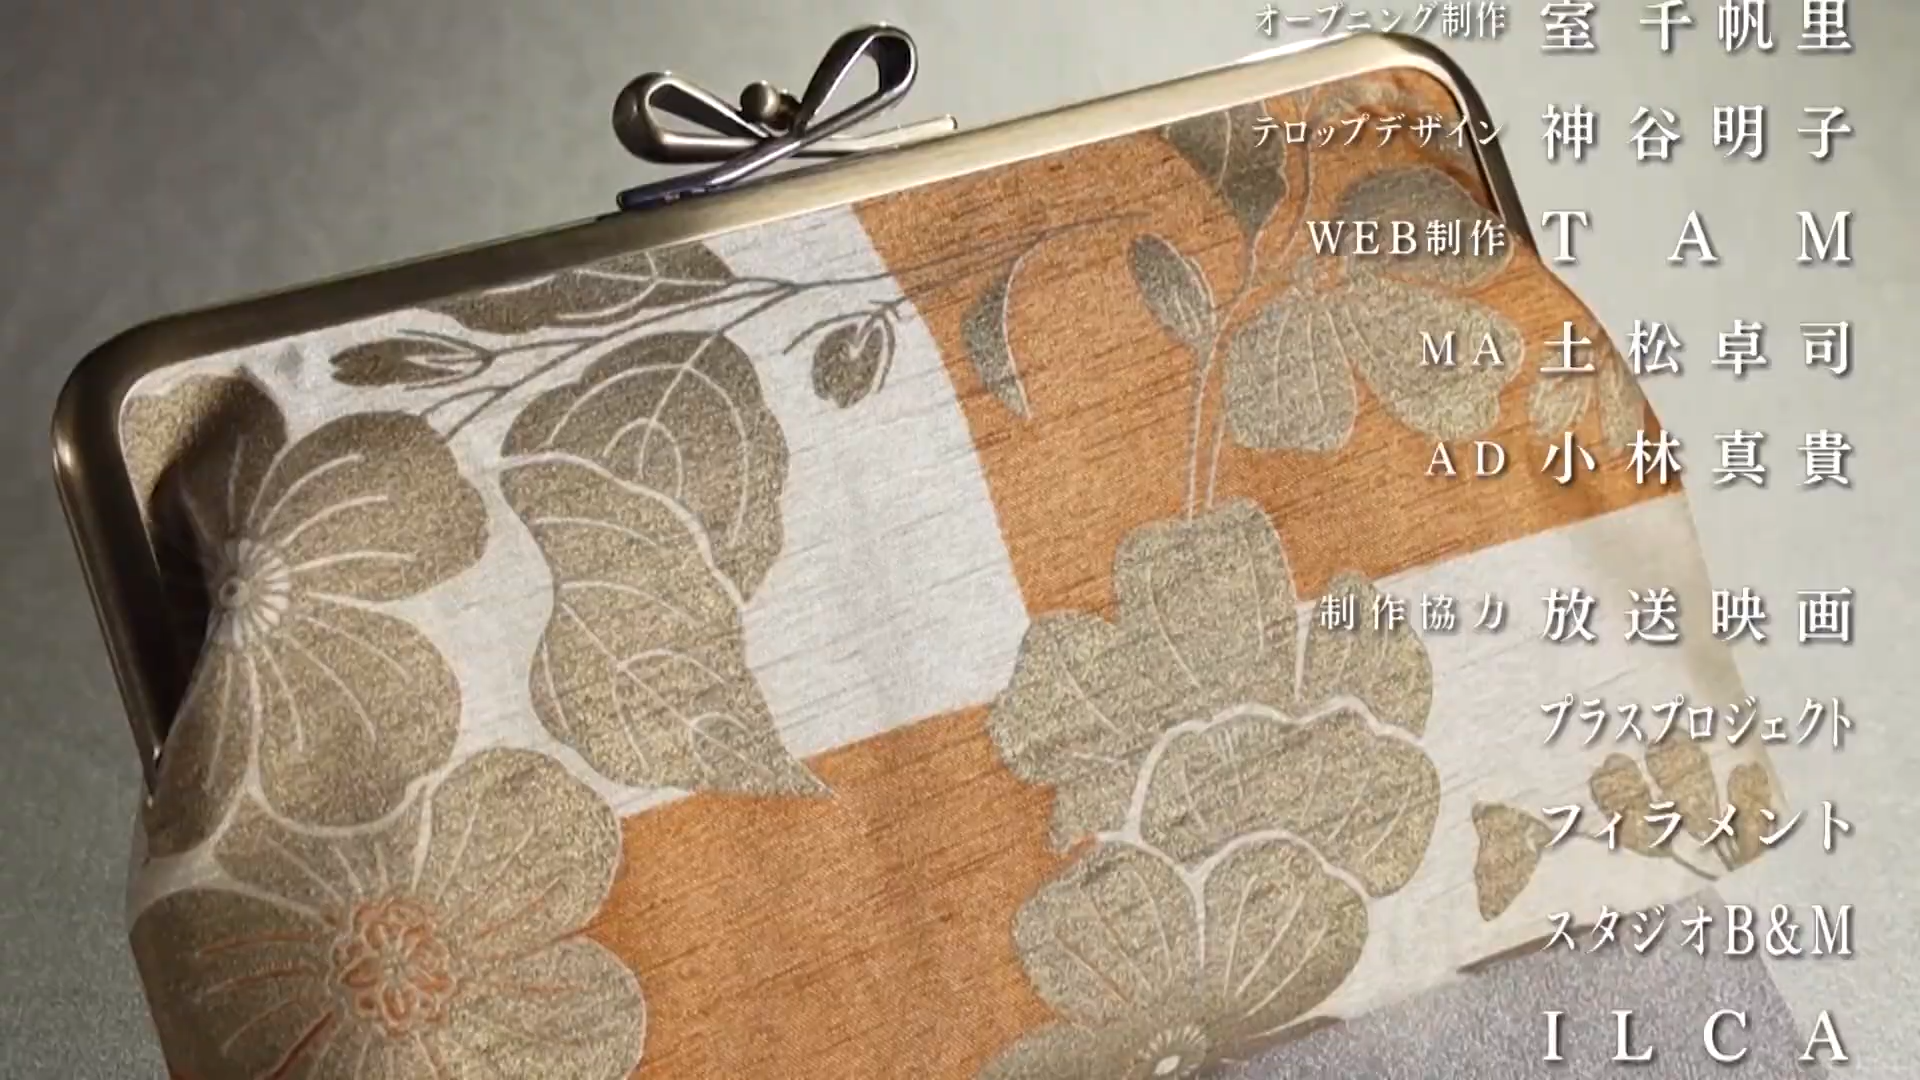 オープニング制作 室千帆里
テロップデザイン 神谷明子
WEB制作 TAM
MA 土松卓司
AD 小林真貴
制作協力 放送映画
プラスプロジェクト
フィラメント
スタジオB&M
ILCA